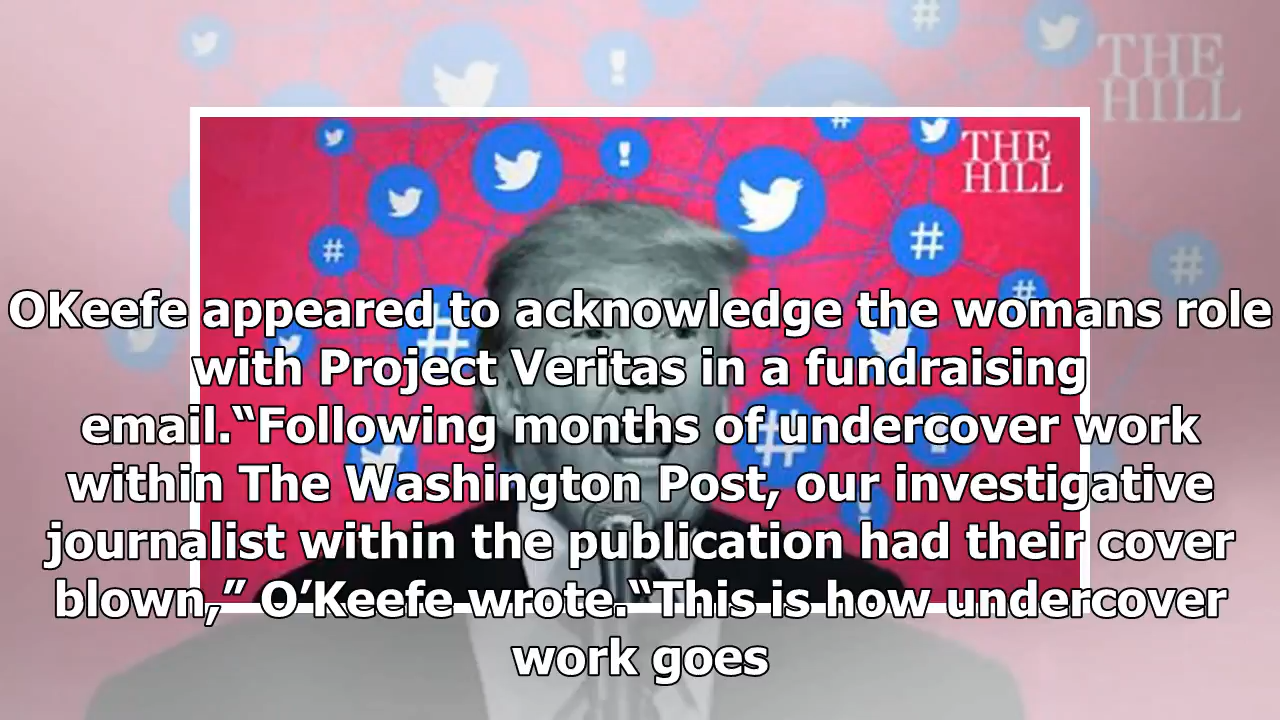 THE
HILL
THE
HILL
OKeefe appeared to acknowledge the womans role
with Project Veritas in a fundraising
email.“Following months of undercover work
within The Washington Post, our investigative
journalist within the publication had their cover
blown,” O’Keefe wrote.“This is how undercover
work goes